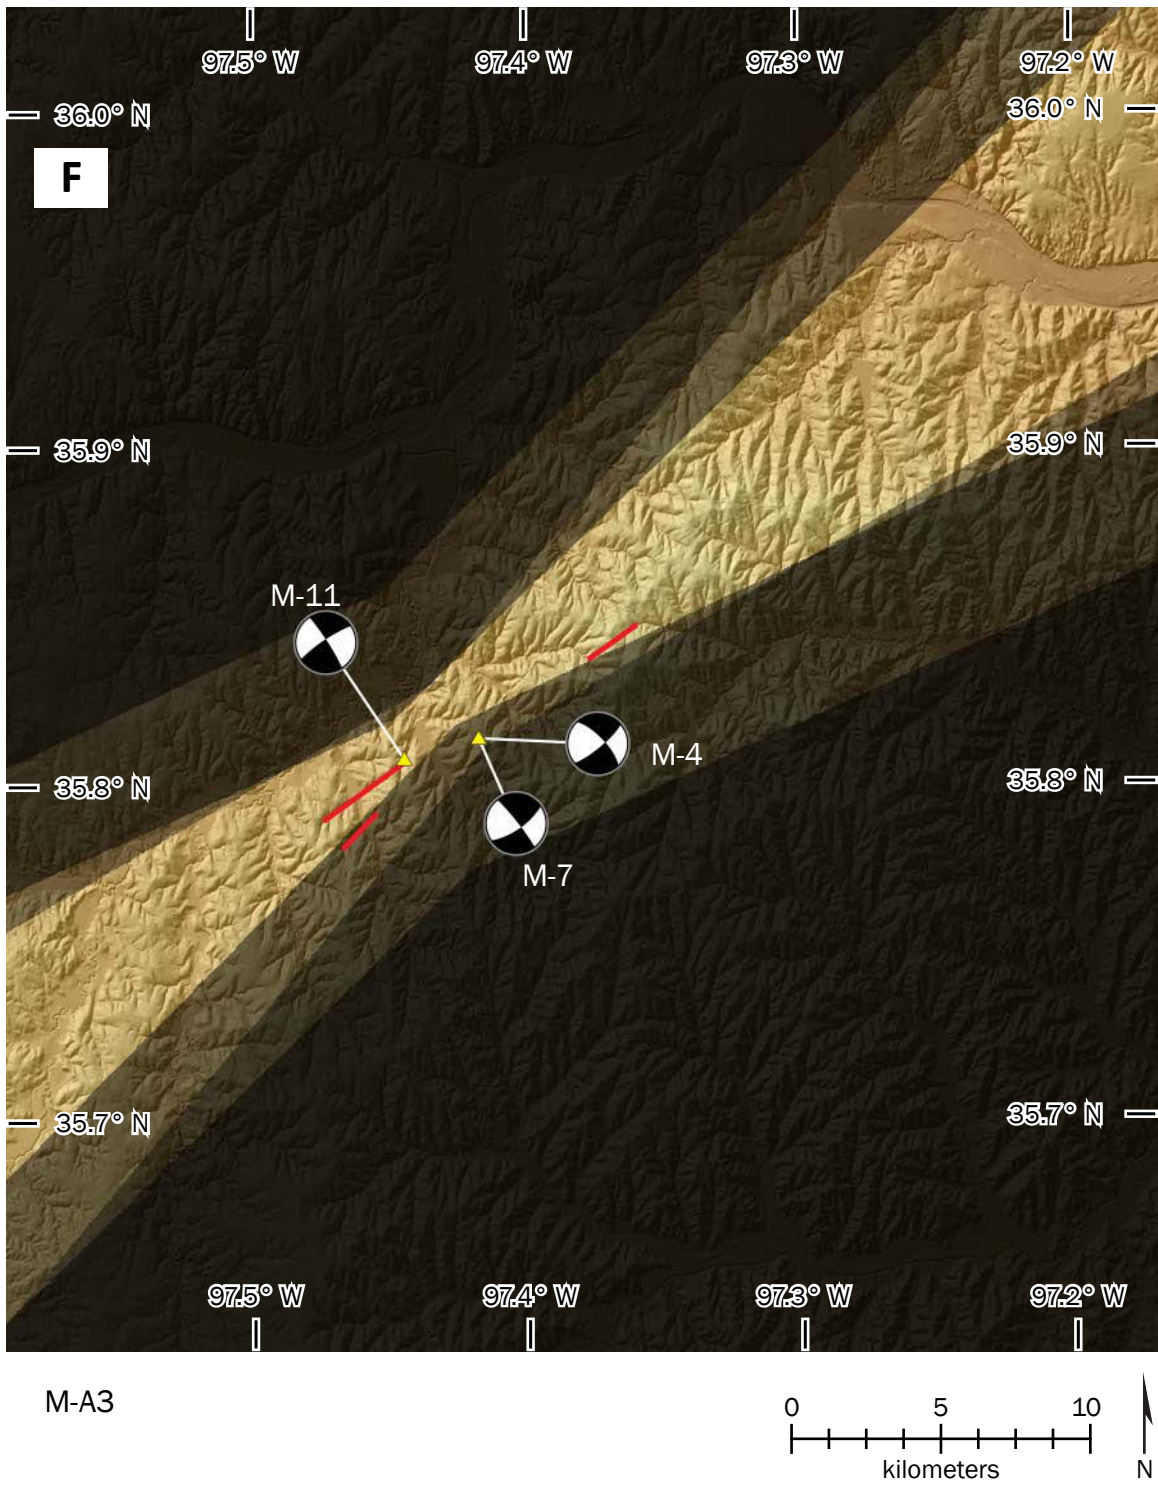 97.5° W 97.4° W 97.3° W 97.2° W
36.0° N 36.0° N
F
35.9° N 35.9° N
M-11
M-4
35.8° N 35.8° N
M-7
35.7° N 35.7° N
97.5° W 97.4° W 97.3° W 97.2° W
M-A3
0 5 10
kilometers
N